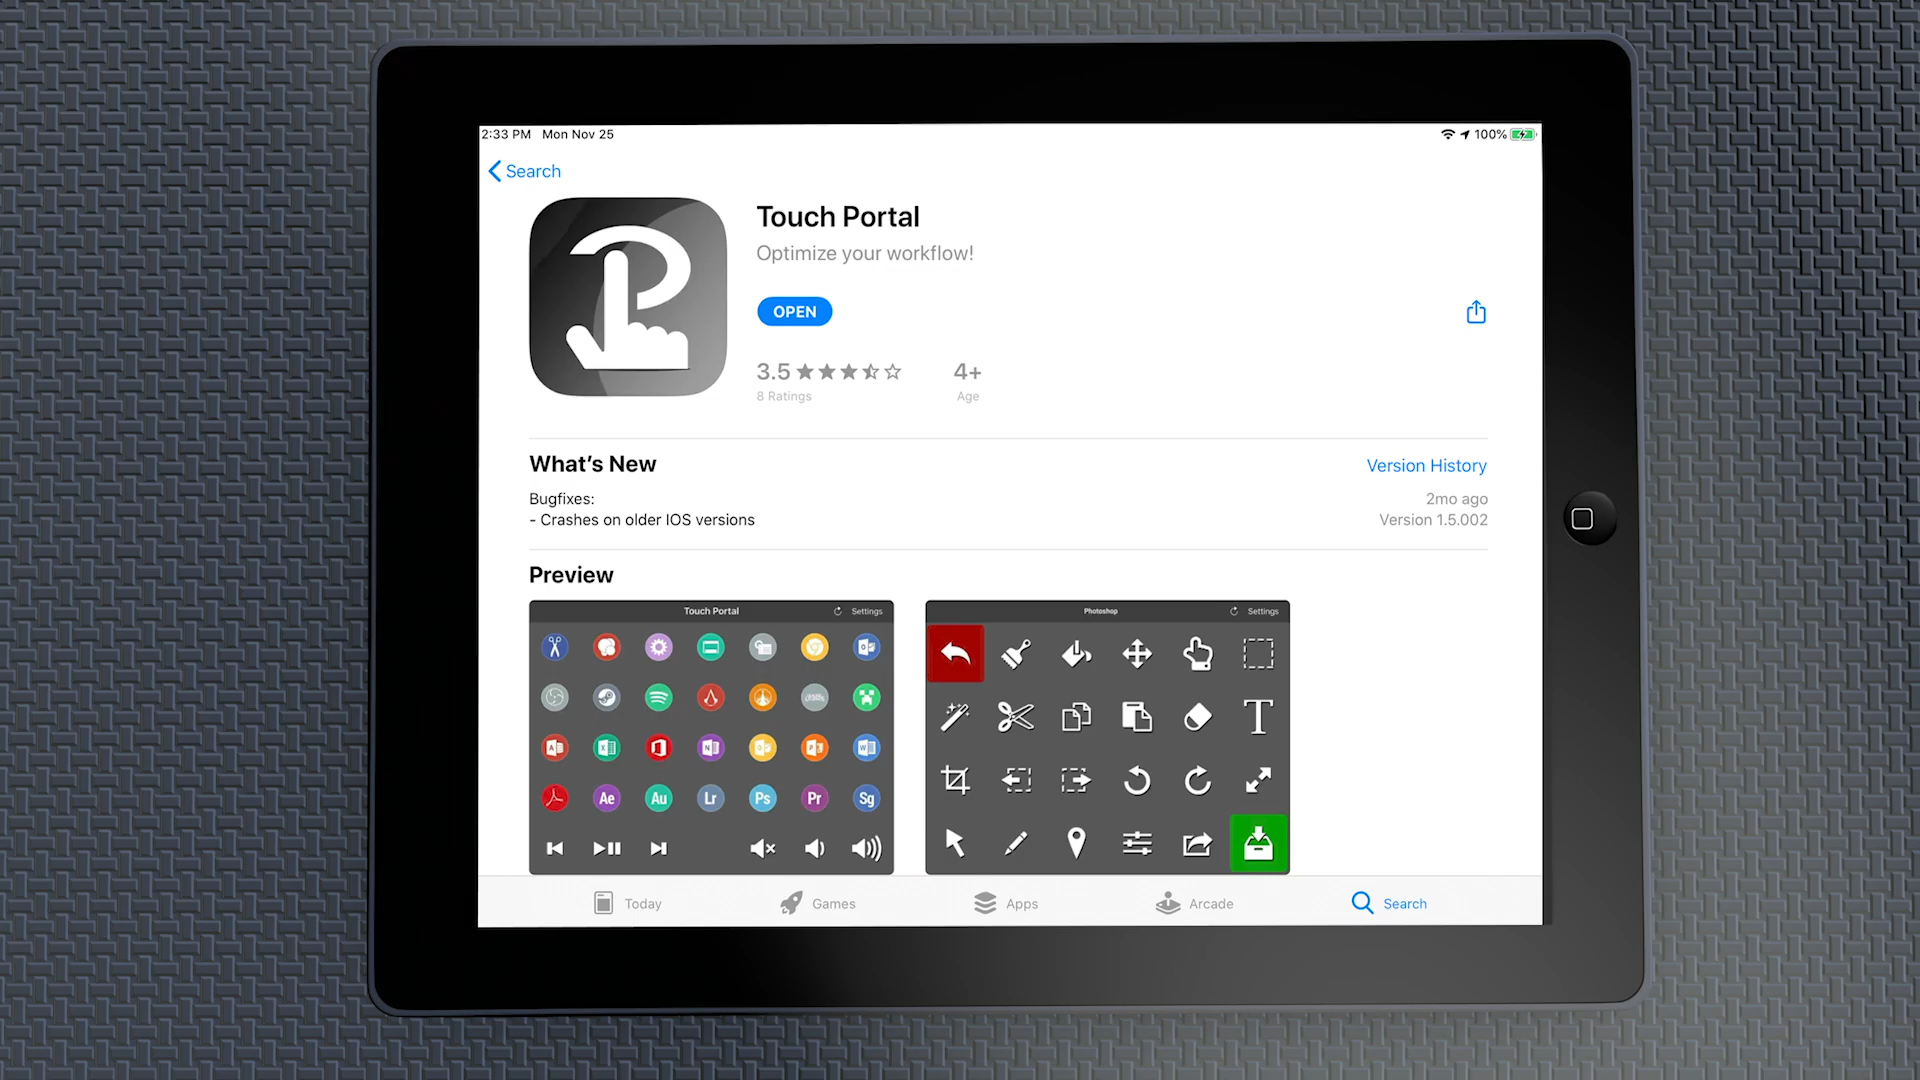 2:33 PM Mon Nov 25
100%
Search
Touch Portal
Optimize your workflow!
OPEN
3.5
4+
8 Ratings
Age
What's New
Version History
Bugfixes:
2mo ago
- Crashes on older IOS versions
Version 1.5.002
Preview
Touch Portal
Settings
Photoshop
Settings
T
Ae
Au
Lr
Ps
Pr
Sg
Today
Games
Apps
Arcade
Search